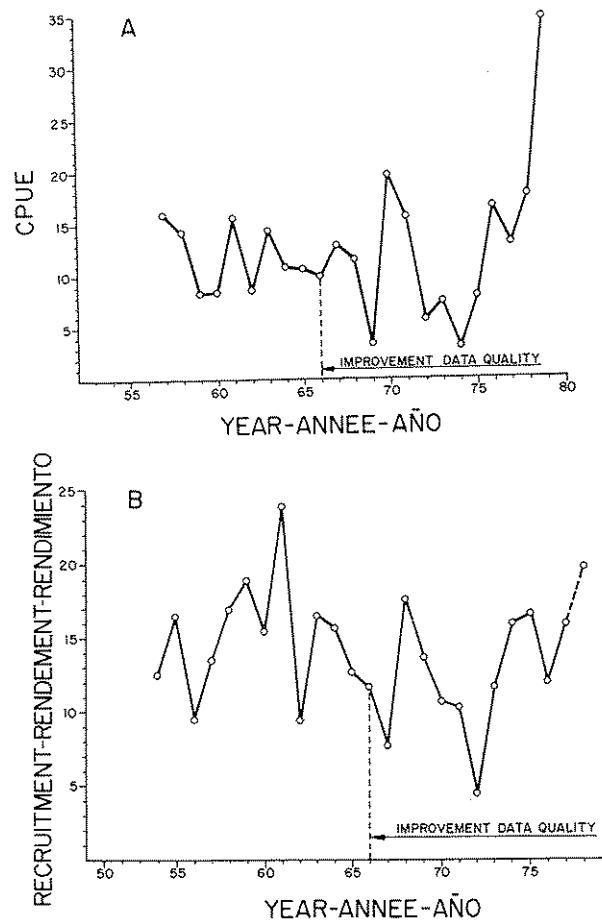 A
35
30
25
20
15
10
5
CPUE
IMPROVEMENT DATA QUALITY
55 60 65 70 75 80
YEAR-ANNEE-AÑO
B
25
20
15
10
5
RECRUITMENT-RENDEMENT-RENDIMIENTO
IMPROVEMENT DATA QUALITY
50 55 60 65 70 75
YEAR-ANNEE-AÑO